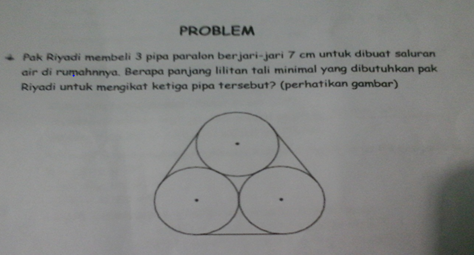 PROBLEM
Pak Riyadi membeli 3 pipa paralon berjari-jari 7 cm untuk dibuat saluran
air di rumahnnya. Berapa panjang lilitan tali minimal yang dibutuhkan pak
Riyadi untuk mengikat ketiga pipa tersebut? (perhatikan gambar)